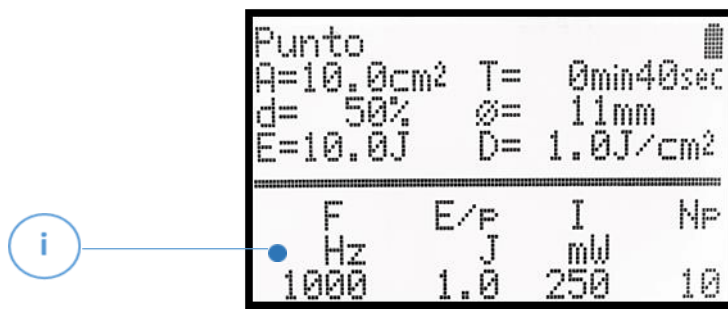 Punto
A=10.0cm² T= 0min40sec
d= 50% ø= 11mm
E=10.0J D= 1.0J/cm²
F E/p I Np
Hz J mW
1000 1.0 250 10
i